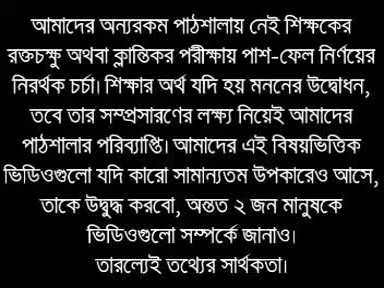 আমাদের অন্যরকম পাঠশালায় নেই শিক্ষকের
রক্তচক্ষু অথবা ক্লান্তিকর পরীক্ষায় পাশ-ফেল নির্ণয়ের
নিরর্থক চর্চা। শিক্ষার অর্থ যদি হয় মননের উদ্বোধন,
তবে তার সম্প্রসারণের লক্ষ্য নিয়েই আমাদের
পাঠশালার পরিব্যাপ্তি। আমাদের এই বিষয়ভিত্তিক
ভিডিওগুলো যদি কারো সামান্যতম উপকারেও আসে,
তাকে উদ্বুদ্ধ করবো, অন্তত ২ জন মানুষকে
ভিডিওগুলো সম্পর্কে জানাও।
তারল্যেই তথ্যের সার্থকতা।